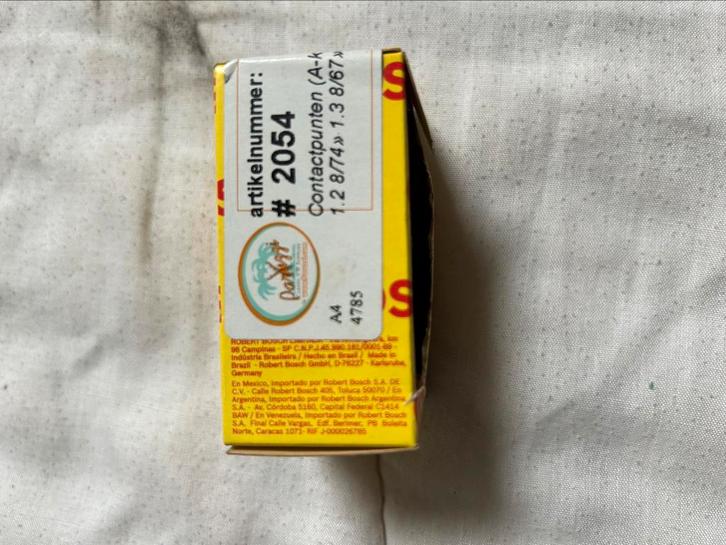 artikelnummer:
# 2054
Contactpunten (A-k
1.2 8/74» 1.3 8/67»
Paruzzi
A4
4785
98 Campinas - SP C.N.P.J.45.990.181/0001-89 -
Indústria Brasileira / Hecho en Brasil / Made in
Brazil - Robert Bosch GmbH, D-76227 - Karlsruhe,
Germany
En Mexico, Importado por Robert Bosch S.A. DE
C.V. - Calle Robert Bosch 405, Toluca 50070 / En
Argentina, Importado por Robert Bosch Argentina
S.A. - Av. Córdoba 5160, Capital Federal C1414
BAW / En Venezuela, Importado por Robert Bosch
S.A. Final Calle Vargas, Edf. Berimer, P5 Boleita
Norte, Caracas 1071- RIF J-000026785
S
S